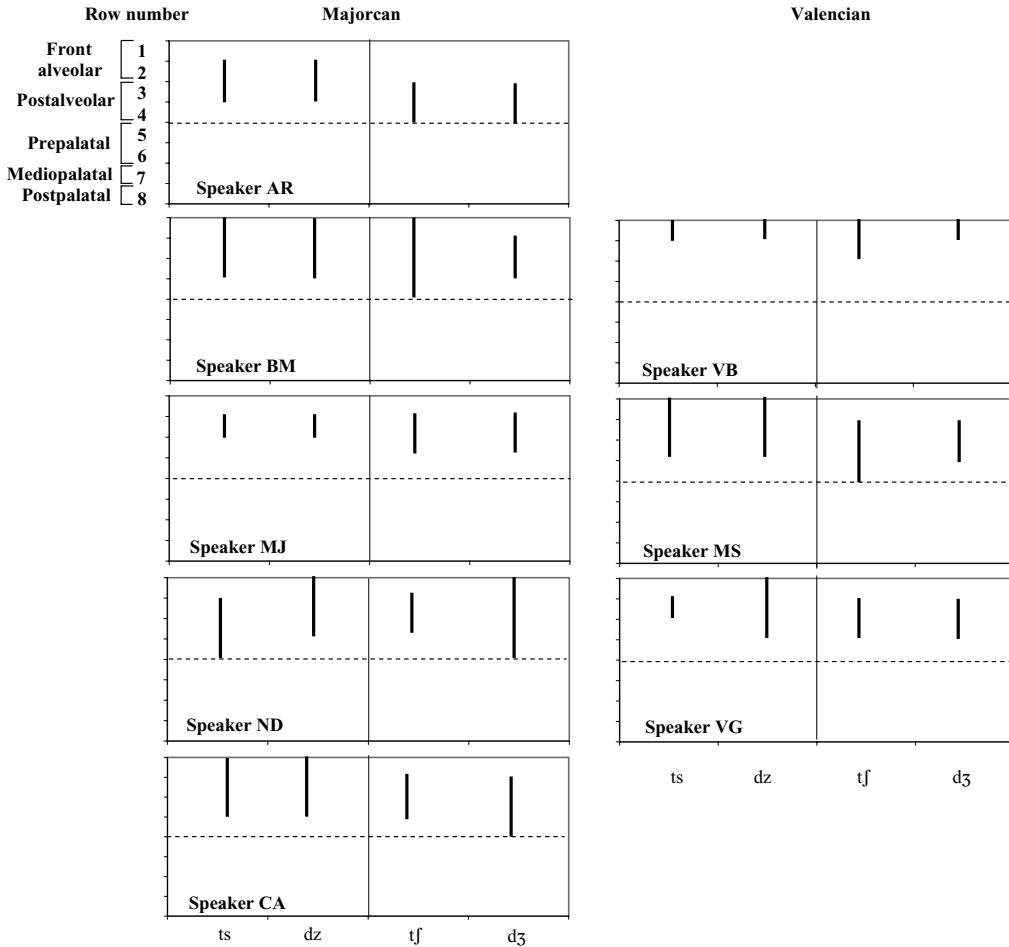 Row number Majorcan Valencian
Front
alveolar
1
2
Postalveolar
3
4
Prepalatal
5
6
Mediopalatal 7
Postpalatal 8
Speaker AR
Speaker BM
Speaker VB
Speaker MJ
Speaker MS
Speaker ND
Speaker VG
ts dz tʃ dʒ
Speaker CA
ts dz tʃ dʒ